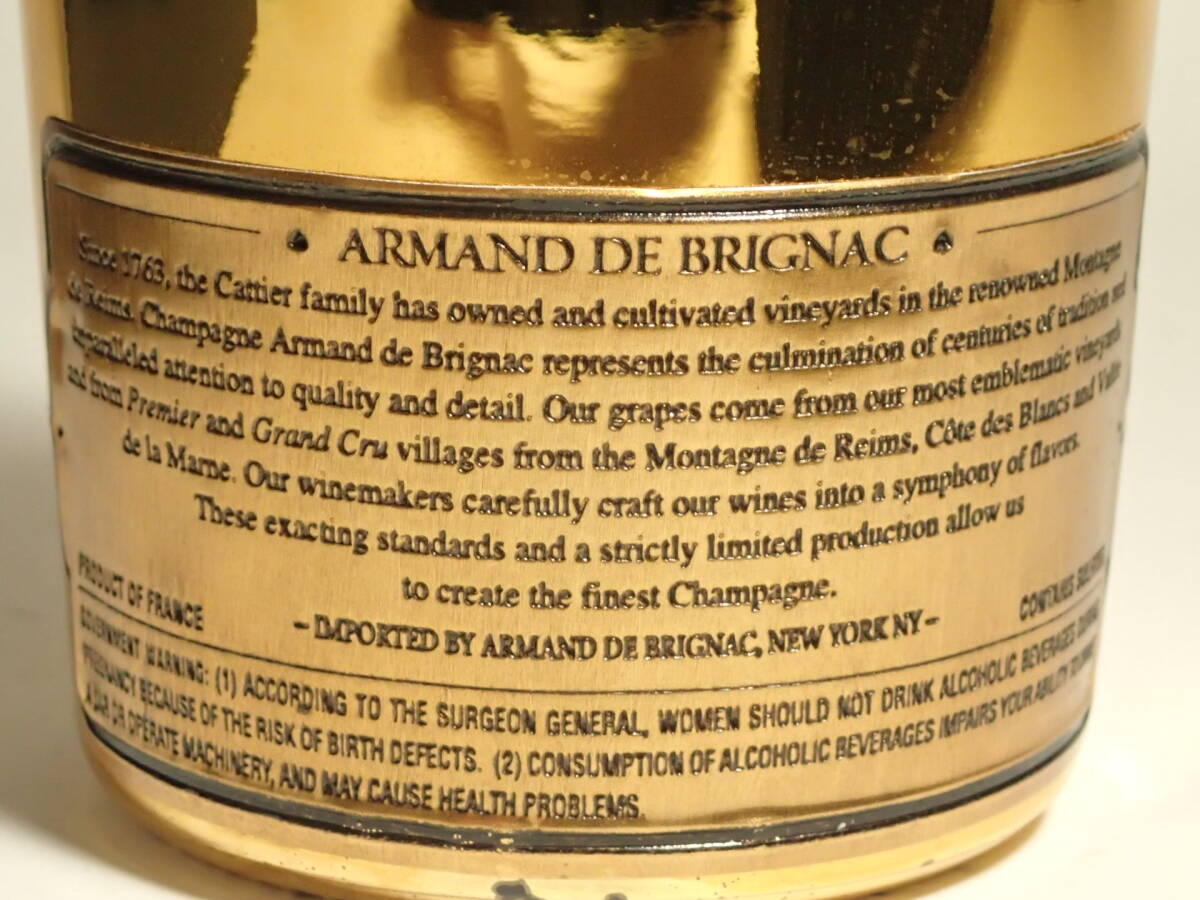 ARMAND DE BRIGNAC
Since 1763, the Cattier family has owned and cultivated vineyards in the renowned Montagne
de Reims. Champagne Armand de Brignac represents the culmination of centuries of tradition and
unparalleled attention to quality and detail. Our grapes come from our most emblematic vineyards
and from Premier and Grand Cru villages from the Montagne de Reims, Côte des Blancs and Vallée
de la Marne. Our winemakers carefully craft our wines into a symphony of flavors.
These exacting standards and a strictly limited production allow us
to create the finest Champagne.
PRODUCT OF FRANCE
– IMPORTED BY ARMAND DE BRIGNAC, NEW YORK NY –
CONTAINS SULFITES
GOVERNMENT WARNING: (1) ACCORDING TO THE SURGEON GENERAL, WOMEN SHOULD NOT DRINK ALCOHOLIC BEVERAGES DURING
PREGNANCY BECAUSE OF THE RISK OF BIRTH DEFECTS. (2) CONSUMPTION OF ALCOHOLIC BEVERAGES IMPAIRS YOUR ABILITY TO DRIVE
A CAR OR OPERATE MACHINERY, AND MAY CAUSE HEALTH PROBLEMS.